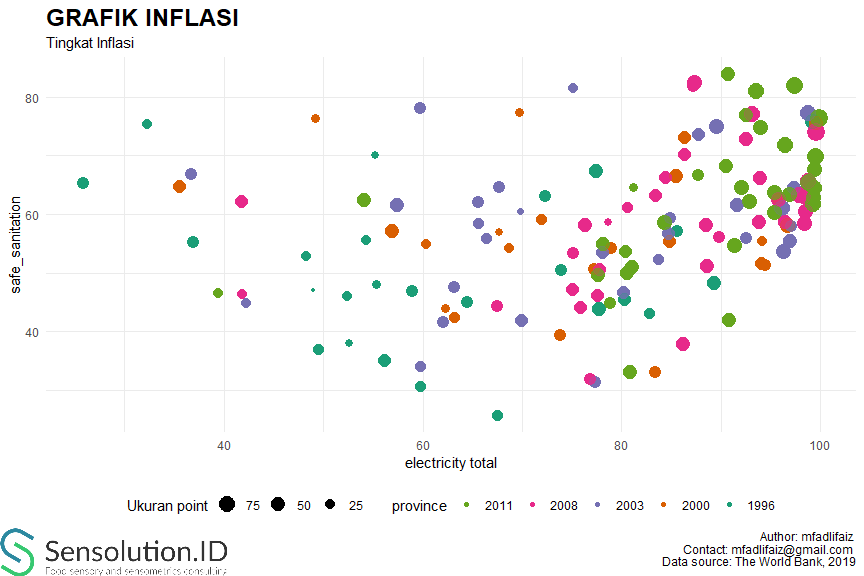 GRAFIK INFLASI
Tingkat Inflasi
safe_sanitation
80
60
40
40 60 80 100
electricity total
Ukuran point 75 50 25 province 2011 2008 2003 2000 1996
Sensolution.ID
Food sensory and sensometrics consulting
Author: mfadlifaiz
Contact: mfadlifaiz@gmail.com
Data source: The World Bank, 2019